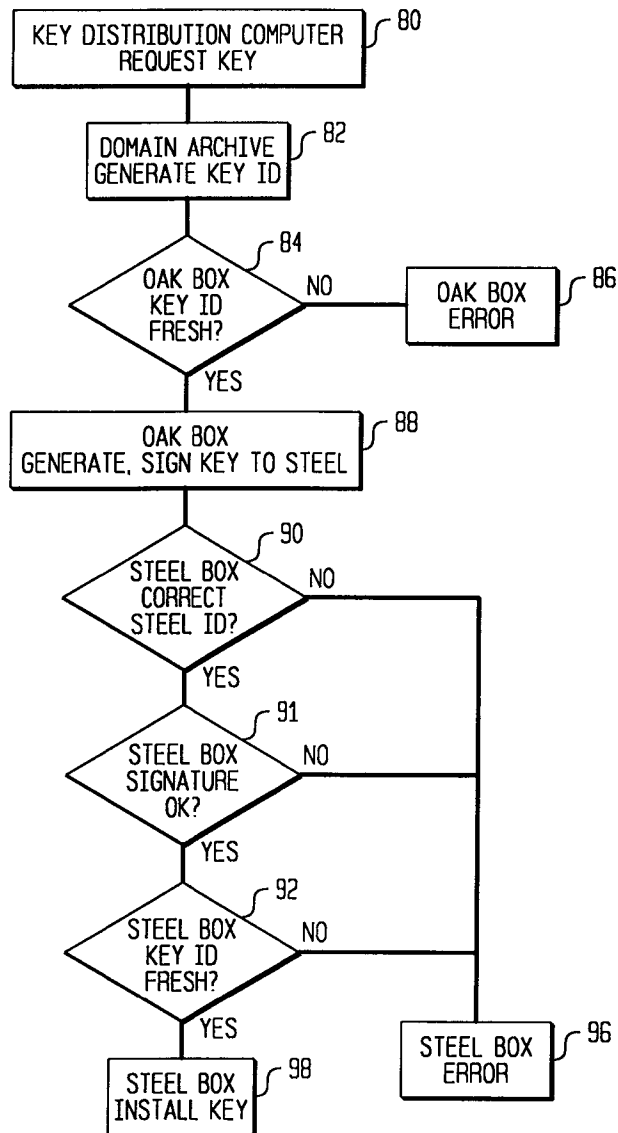 KEY DISTRIBUTION COMPUTER
REQUEST KEY
80
DOMAIN ARCHIVE
GENERATE KEY ID
82
OAK BOX
KEY ID
FRESH?
84
NO
OAK BOX
ERROR
86
YES
OAK BOX
GENERATE, SIGN KEY TO STEEL
88
STEEL BOX
CORRECT
STEEL ID?
90
NO
YES
STEEL BOX
SIGNATURE
OK?
91
NO
YES
STEEL BOX
KEY ID
FRESH?
92
NO
YES
STEEL BOX
ERROR
96
STEEL BOX
INSTALL KEY
98